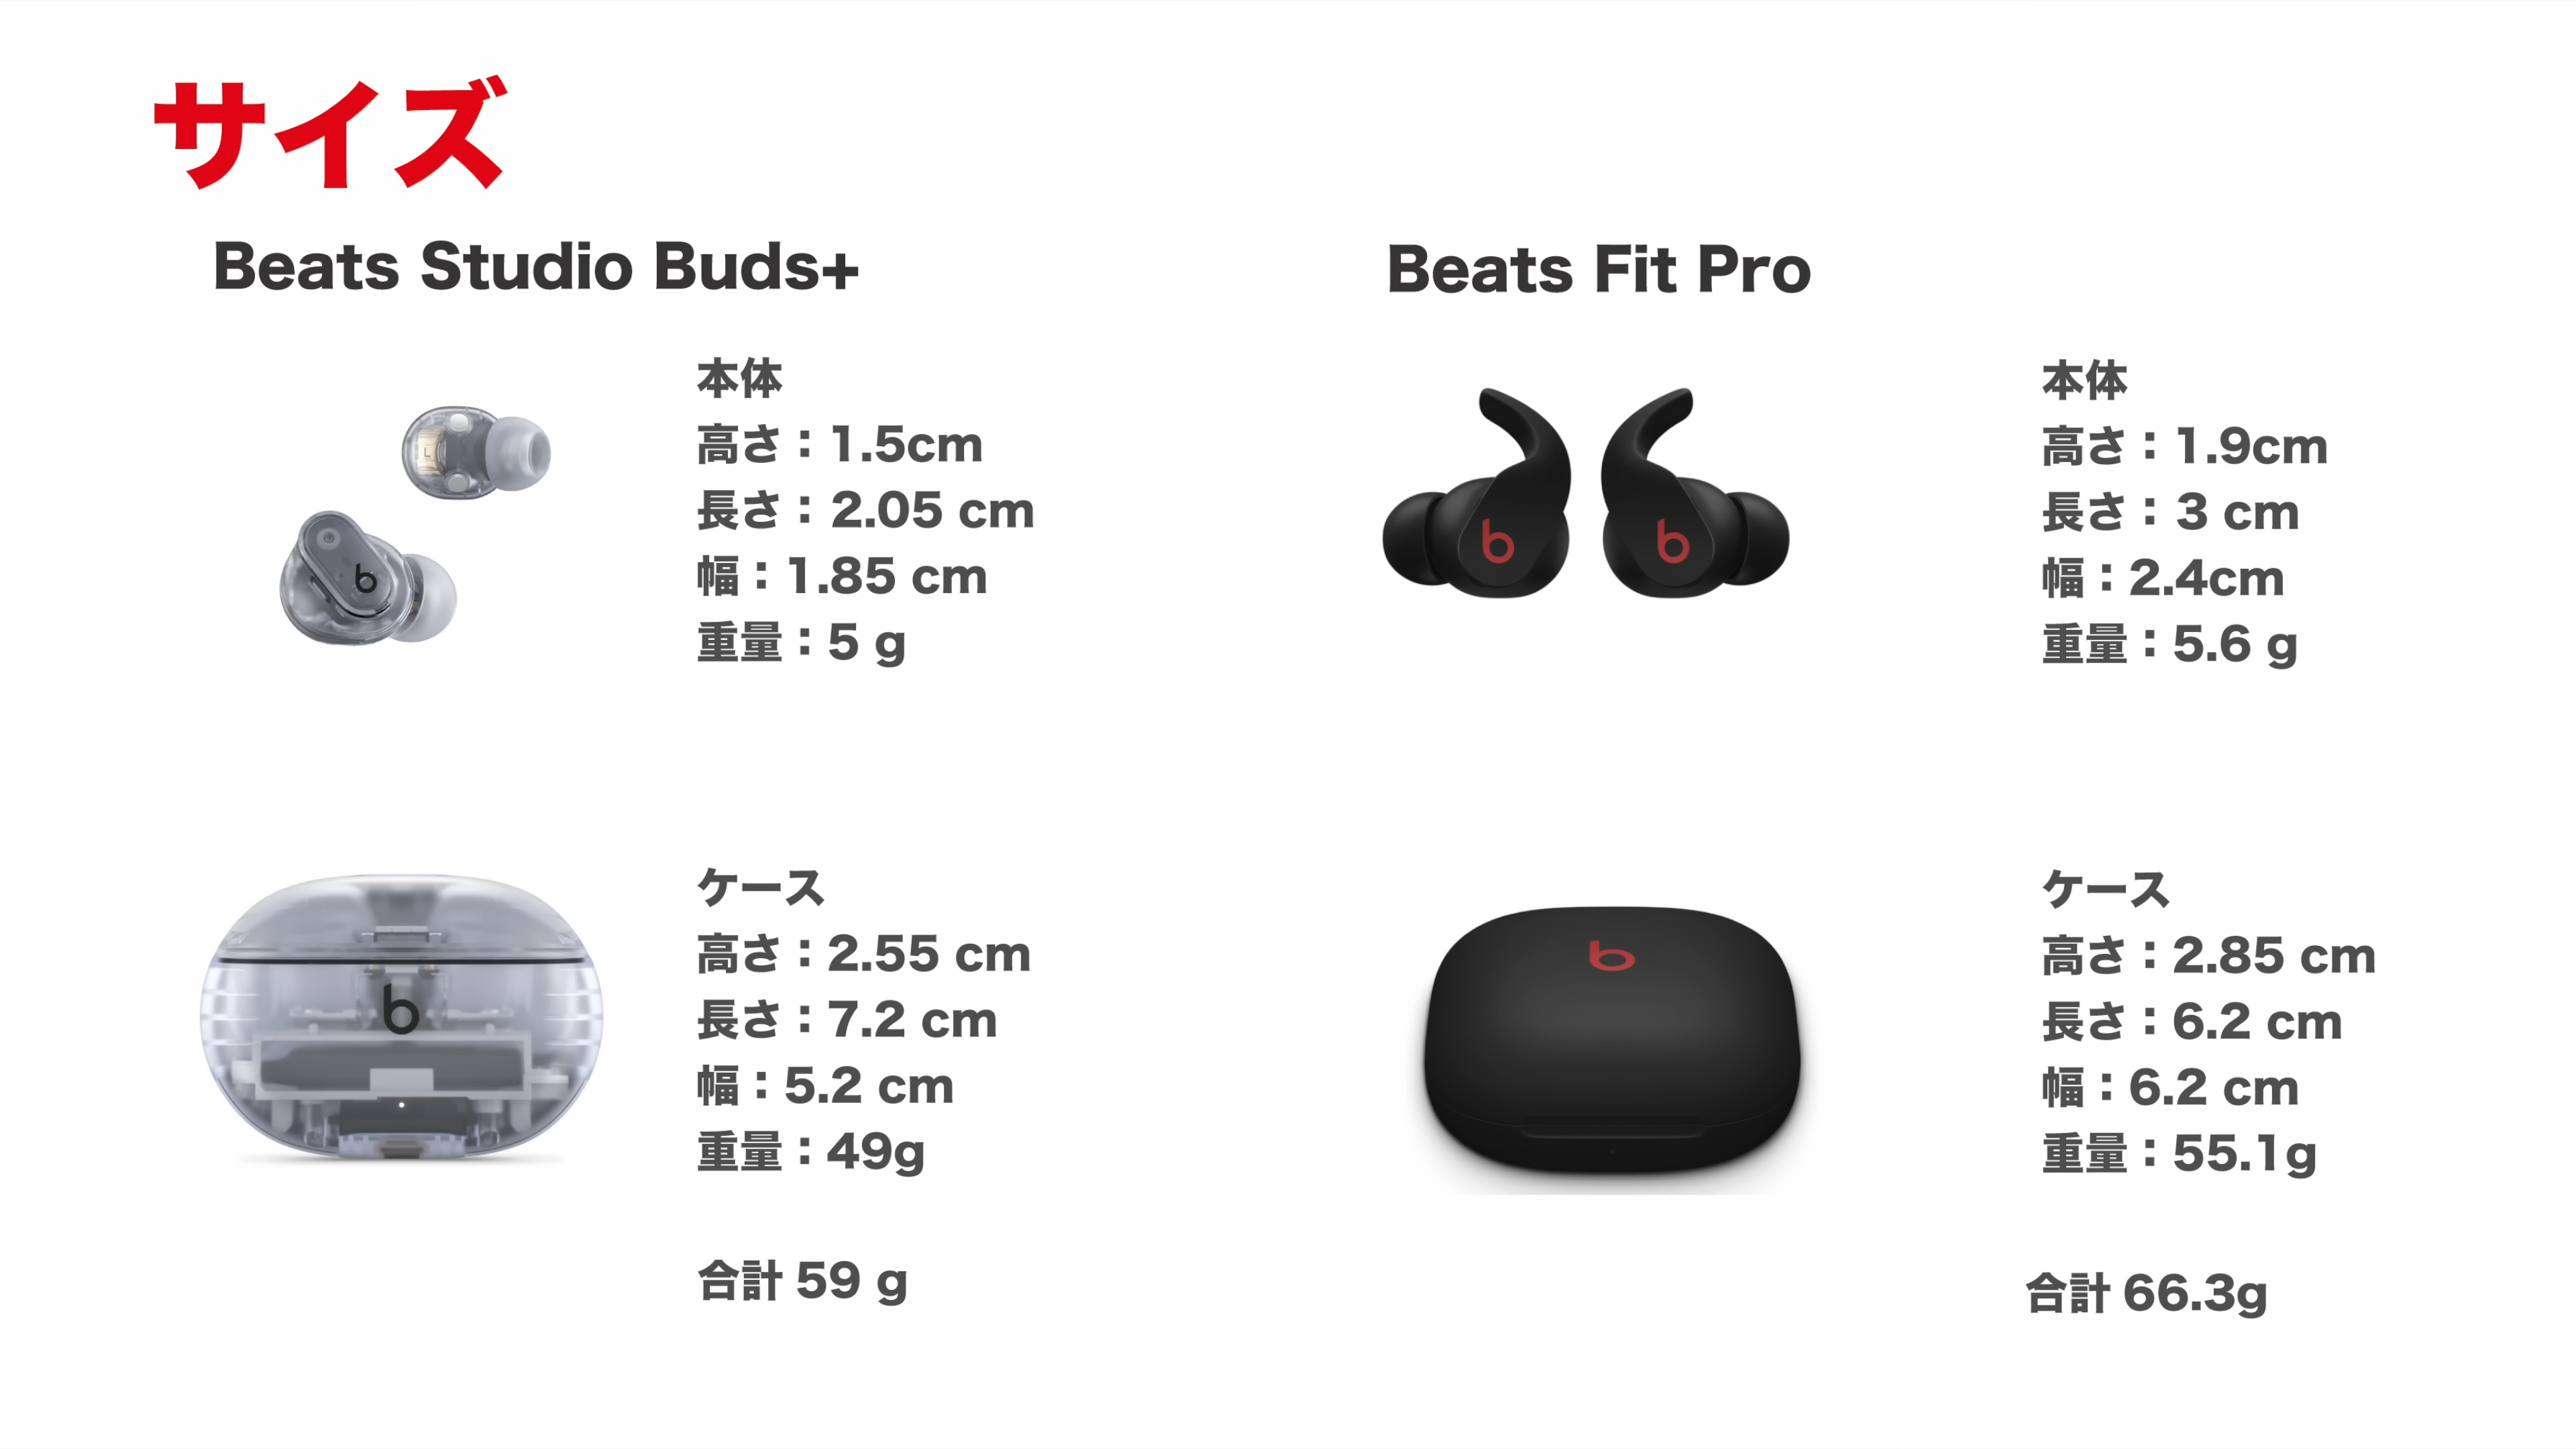 サイズ
Beats Studio Buds+
本体
高さ：1.5cm
長さ：2.05 cm
幅：1.85 cm
重量：5 g
ケース
高さ：2.55 cm
長さ：7.2 cm
幅：5.2 cm
重量：49g
合計 59 g
Beats Fit Pro
本体
高さ：1.9cm
長さ：3 cm
幅：2.4cm
重量：5.6 g
ケース
高さ：2.85 cm
長さ：6.2 cm
幅：6.2 cm
重量：55.1g
合計 66.3g
L
b
b
b
b
b